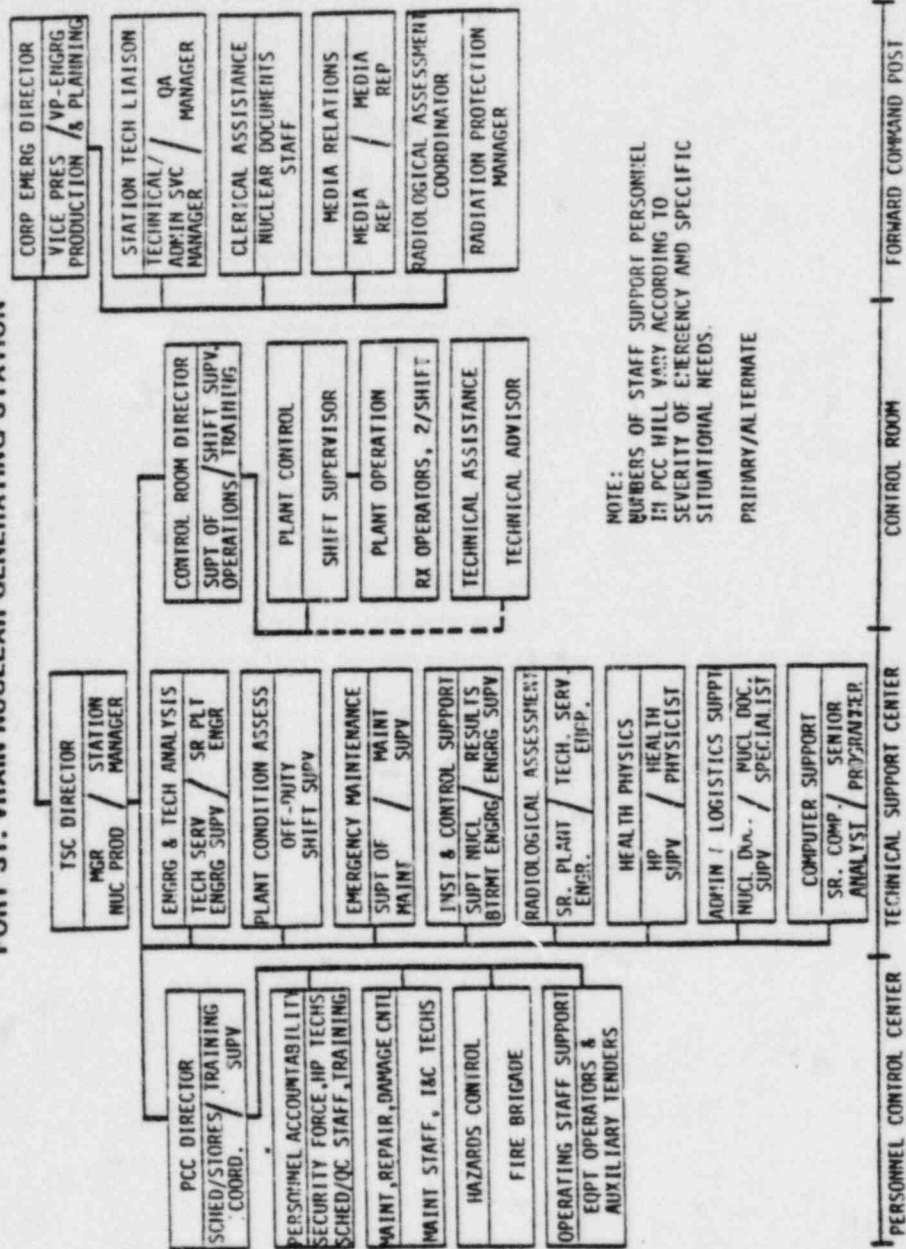 FORT ST. VRAIN NUCLEAR GENERATING STATION
CORP EMERG DIRECTOR
VICE PRES / VP-ENGRG
PRODUCTION / & PLANNING
STATION TECH LIAISON
TECHNICAL/
ADMIN SVC / QA
MANAGER / MANAGER
CLERICAL ASSISTANCE
NUCLEAR DOCUMENTS
STAFF
MEDIA RELATIONS
MEDIA / MEDIA
REP / REP
RADIOLOGICAL ASSESSMENT
COORDINATOR
RADIATION PROTECTION
MANAGER
TSC DIRECTOR
MGR / STATION
NUC PROD / MANAGER
CONTROL ROOM DIRECTOR
SUPT OF / SHIFT SUPV.
OPERATIONS / TRAINING
PLANT CONTROL
SHIFT SUPERVISOR
PLANT OPERATION
RX OPERATORS, 2/SHIFT
TECHNICAL ASSISTANCE
TECHNICAL ADVISOR
ENGRG & TECH ANALYSIS
TECH SERV / SR PLT
ENGRG SUPV / ENGR
PLANT CONDITION ASSESS
OFF-DUTY
SHIFT SUPV
EMERGENCY MAINTENANCE
SUPT OF / MAINT
MAINT / SUPV
INST & CONTROL SUPPORT
SUPT NUCL / RESULTS
BTRMT ENGRG / ENGRG SUPV
RADIOLOGICAL ASSESSMENT
SR. PLANT / TECH. SERV.
ENGR. / ENGR.
HEALTH PHYSICS
HP / HEALTH
SUPV / PHYSICIST
ADMIN / LOGISTICS SUPPT
NUCL DOC. / NUCL DOC.
SUPV / SPECIALIST
COMPUTER SUPPORT
SR. COMP. / SENIOR
ANALYST / PROGRAMMER
PCC DIRECTOR
SCHED/STORES / TRAINING
COORD. / SUPV
PERSONNEL ACCOUNTABILITY
SECURITY FORCE, HP TECHS
SCHED/QC STAFF, TRAINING
MAINT, REPAIR, DAMAGE CNTL
MAINT STAFF, I&C TECHS
HAZARDS CONTROL
FIRE BRIGADE
OPERATING STAFF SUPPORT
EQPT OPERATORS &
AUXILIARY TENDERS
NOTE:
NUMBERS OF STAFF SUPPORT PERSONNEL
IN PCC WILL VARY ACCORDING TO
SEVERITY OF EMERGENCY AND SPECIFIC
SITUATIONAL NEEDS.
PRIMARY/ALTERNATE
PERSONNEL CONTROL CENTER
TECHNICAL SUPPORT CENTER
CONTROL ROOM
FORWARD COMMAND POST